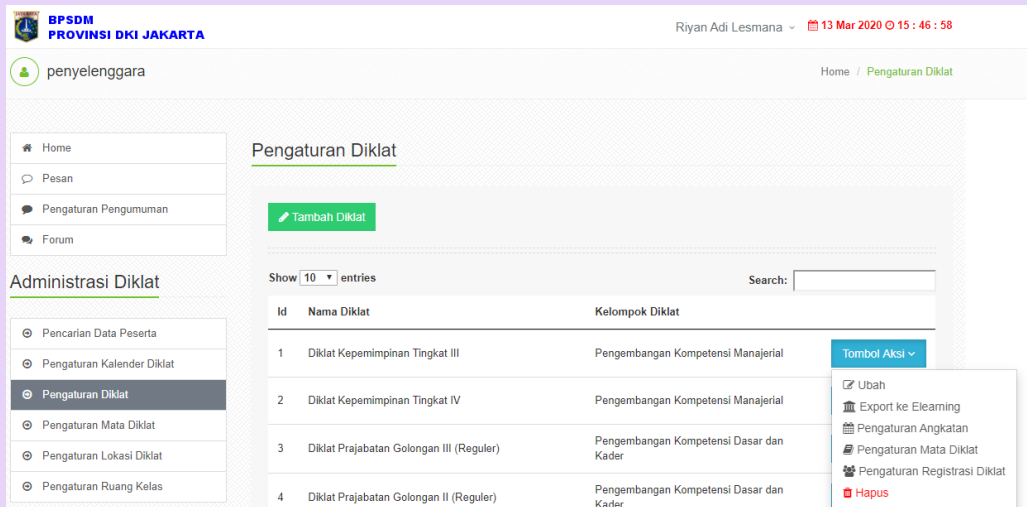 BPSDM
PROVINSI DKI JAKARTA
Riyan Adi Lesmana
13 Mar 2020 15 : 46 : 58
penyelenggara
Home / Pengaturan Diklat
Home
Pesan
Pengaturan Pengumuman
Forum
Administrasi Diklat
Pencarian Data Peserta
Pengaturan Kalender Diklat
Pengaturan Diklat
Pengaturan Mata Diklat
Pengaturan Lokasi Diklat
Pengaturan Ruang Kelas
Pengaturan Diklat
Tambah Diklat
Show 10 entries
Search:
Id Nama Diklat Kelompok Diklat
1 Diklat Kepemimpinan Tingkat III Pengembangan Kompetensi Manajerial Tombol Aksi
2 Diklat Kepemimpinan Tingkat IV Pengembangan Kompetensi Manajerial
3 Diklat Prajabatan Golongan III (Reguler) Pengembangan Kompetensi Dasar dan
Kader
4 Diklat Prajabatan Golongan II (Reguler) Pengembangan Kompetensi Dasar dan
Kader
Ubah
Export ke Elearning
Pengaturan Angkatan
Pengaturan Mata Diklat
Pengaturan Registrasi Diklat
Hapus